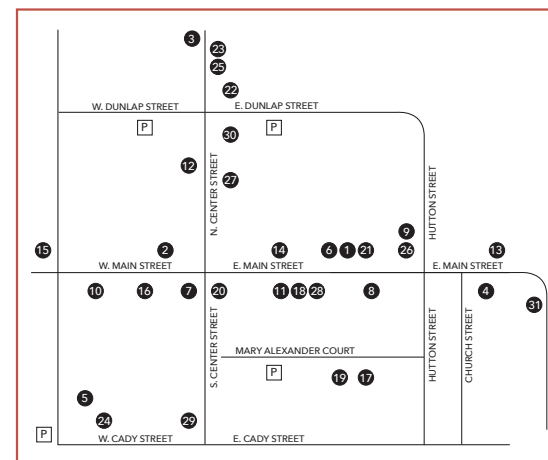 3
23
25
22
W. DUNLAP STREET E. DUNLAP STREET
P P
30
12
27
N. CENTER STREET
HUTTON STREET
9
15 2 14 6 1 21 26 13
W. MAIN STREET E. MAIN STREET E. MAIN STREET
10 16 7 20 11 18 28 8 4
31
S. CENTER STREET
HUTTON STREET
CHURCH STREET
MARY ALEXANDER COURT
P 19 17
5
24 29
P
W. CADY STREET E. CADY STREET